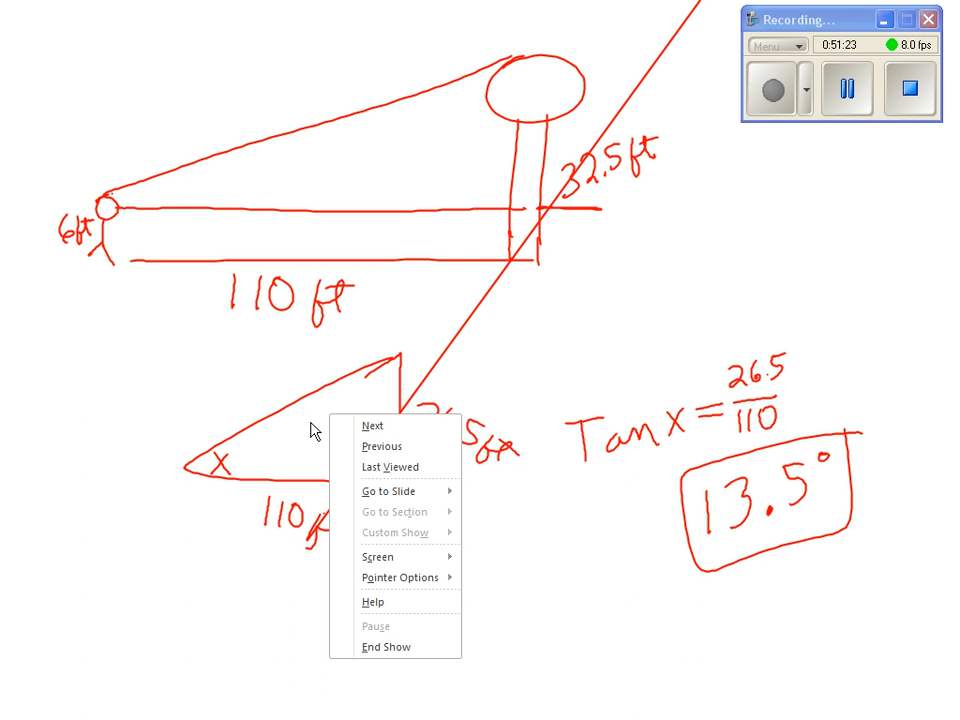 Recording...
Menu
0:51:23
8.0 fps
32.5 ft
6ft
110 ft
26.5
Tan x = 110
x
110
13.5°
Next
Previous
Last Viewed
Go to Slide
Go to Section
Custom Show
Screen
Pointer Options
Help
Pause
End Show